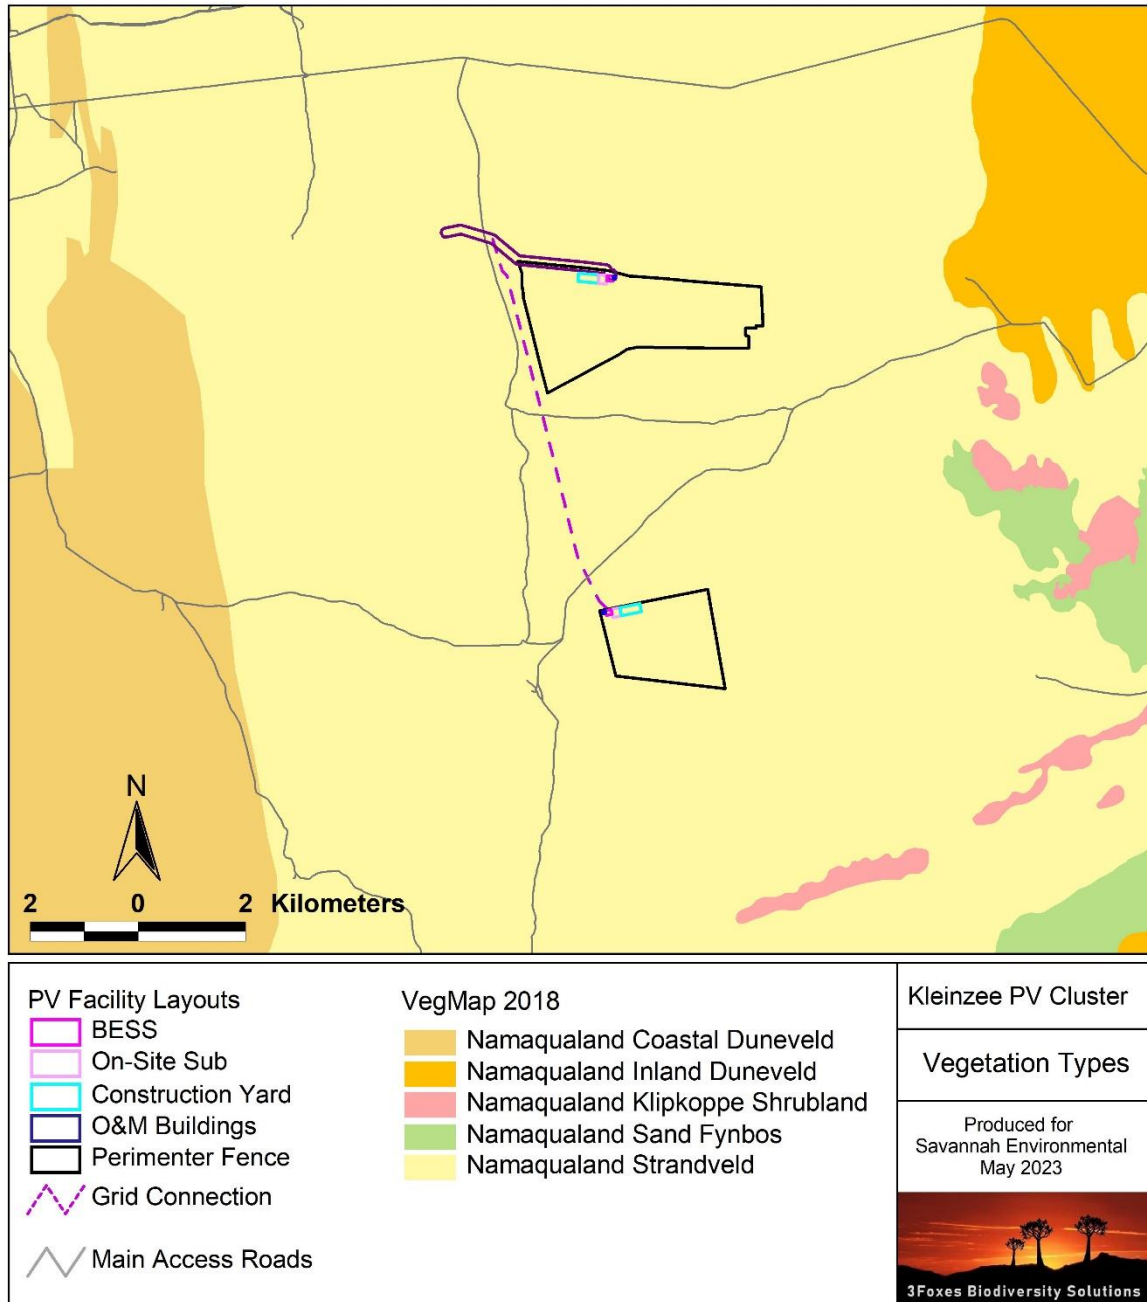 N
2 0 2 Kilometers
PV Facility Layouts
BESS
On-Site Sub
Construction Yard
O&M Buildings
Perimenter Fence
Grid Connection
Main Access Roads
VegMap 2018
Namaqualand Coastal Duneveld
Namaqualand Inland Duneveld
Namaqualand Klipkoppe Shrubland
Namaqualand Sand Fynbos
Namaqualand Strandveld
Kleinzee PV Cluster
Vegetation Types
Produced for
Savannah Environmental
May 2023
3Foxes Biodiversity Solutions